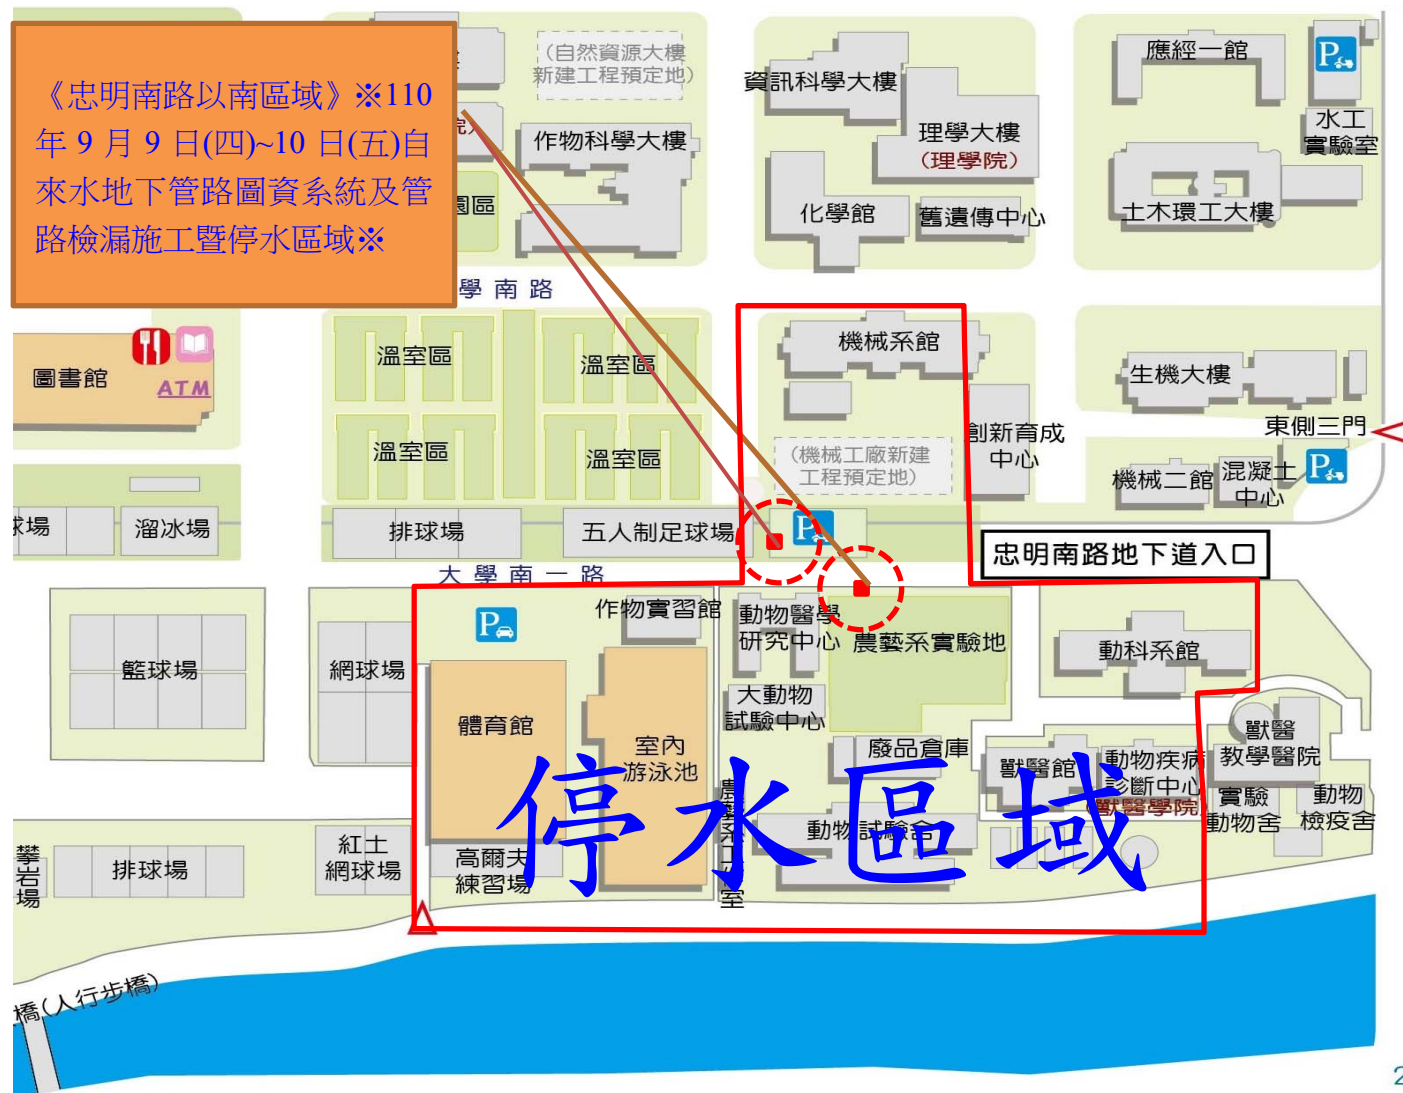 《忠明南路以南區域》※110
年 9 月 9 日(四)~10 日(五)自
來水地下管路圖資系統及管
路檢漏施工暨停水區域※
(自然資源大樓
新建工程預定地)
作物科學大樓
園區
學南路
資訊科學大樓
理學大樓
(理學院)
化學館
舊遺傳中心
應經一館
P
水工
實驗室
土木環工大樓
圖書館
ATM
溫室區
溫室區
溫室區
溫室區
機械系館
(機械工廠新建
工程預定地)
創新育成
中心
生機大樓
東側三門
機械二館
混凝土
中心
P
球場
溜冰場
排球場
五人制足球場
P
忠明南路地下道入口
大學南一路
籃球場
網球場
P
作物實習館
體育館
室內
游泳池
動物醫學
研究中心
農藝系實驗地
大動物
試驗中心
廢品倉庫
動科系館
獸醫館
動物疾病
診斷中心
(獸醫學院)
獸醫
教學醫院
實驗
動物舍
動物
檢疫舍
動物試驗舍
停水區域
攀岩場
排球場
紅土
網球場
高爾夫
練習場
橋(人行步橋)
2